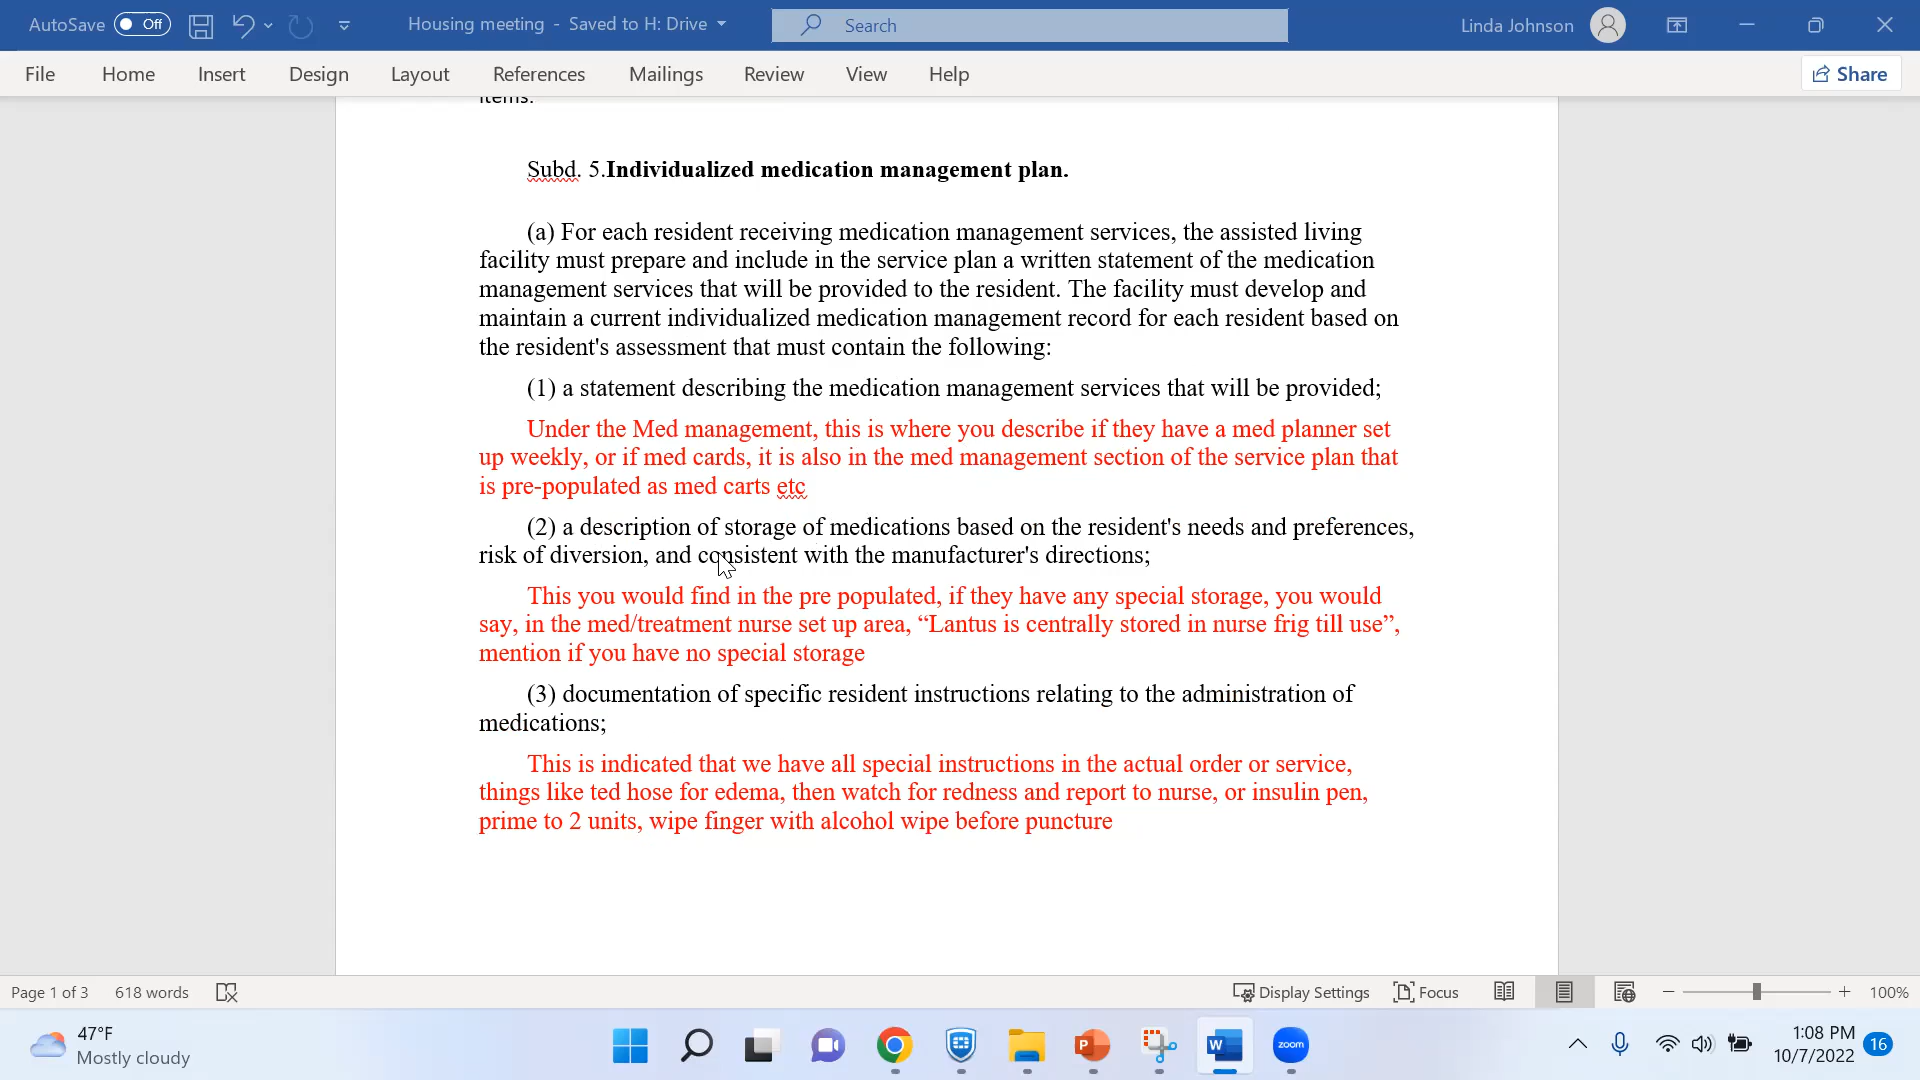 AutoSave Off Housing meeting - Saved to H: Drive Search Linda Johnson
File Home Insert Design Layout References Mailings Review View Help Share
items.
Subd. 5.Individualized medication management plan.
(a) For each resident receiving medication management services, the assisted living
facility must prepare and include in the service plan a written statement of the medication
management services that will be provided to the resident. The facility must develop and
maintain a current individualized medication management record for each resident based on
the resident's assessment that must contain the following:
(1) a statement describing the medication management services that will be provided;
Under the Med management, this is where you describe if they have a med planner set
up weekly, or if med cards, it is also in the med management section of the service plan that
is pre-populated as med carts etc
(2) a description of storage of medications based on the resident's needs and preferences,
risk of diversion, and consistent with the manufacturer's directions;
This you would find in the pre populated, if they have any special storage, you would
say, in the med/treatment nurse set up area, “Lantus is centrally stored in nurse frig till use”,
mention if you have no special storage
(3) documentation of specific resident instructions relating to the administration of
medications;
This is indicated that we have all special instructions in the actual order or service,
things like ted hose for edema, then watch for redness and report to nurse, or insulin pen,
prime to 2 units, wipe finger with alcohol wipe before puncture
Page 1 of 3 618 words Display Settings Focus 100%
47°F
Mostly cloudy
P W zoom
1:08 PM
10/7/2022
16